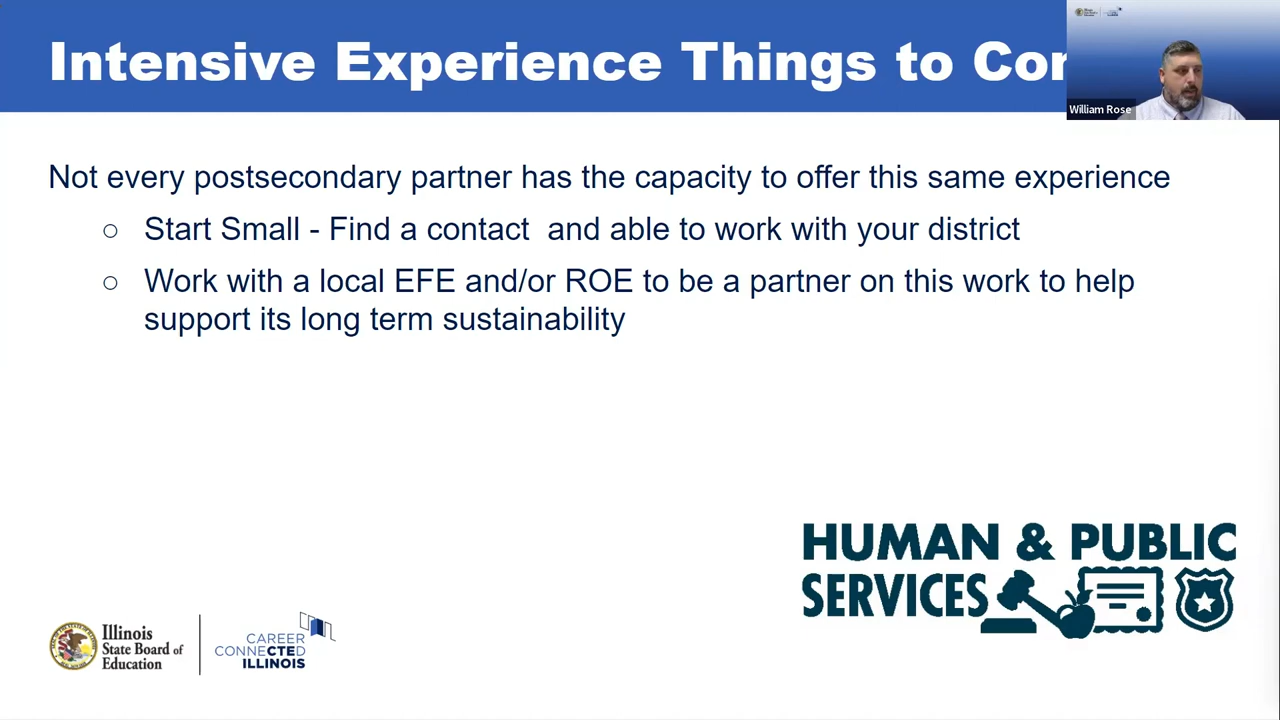 Intensive Experience Things to Con
William Rose
Not every postsecondary partner has the capacity to offer this same experience
○ Start Small - Find a contact and able to work with your district
○ Work with a local EFE and/or ROE to be a partner on this work to help
support its long term sustainability
HUMAN & PUBLIC
SERVICES
Illinois
State Board of
Education
CAREER
CONNECTED
ILLINOIS